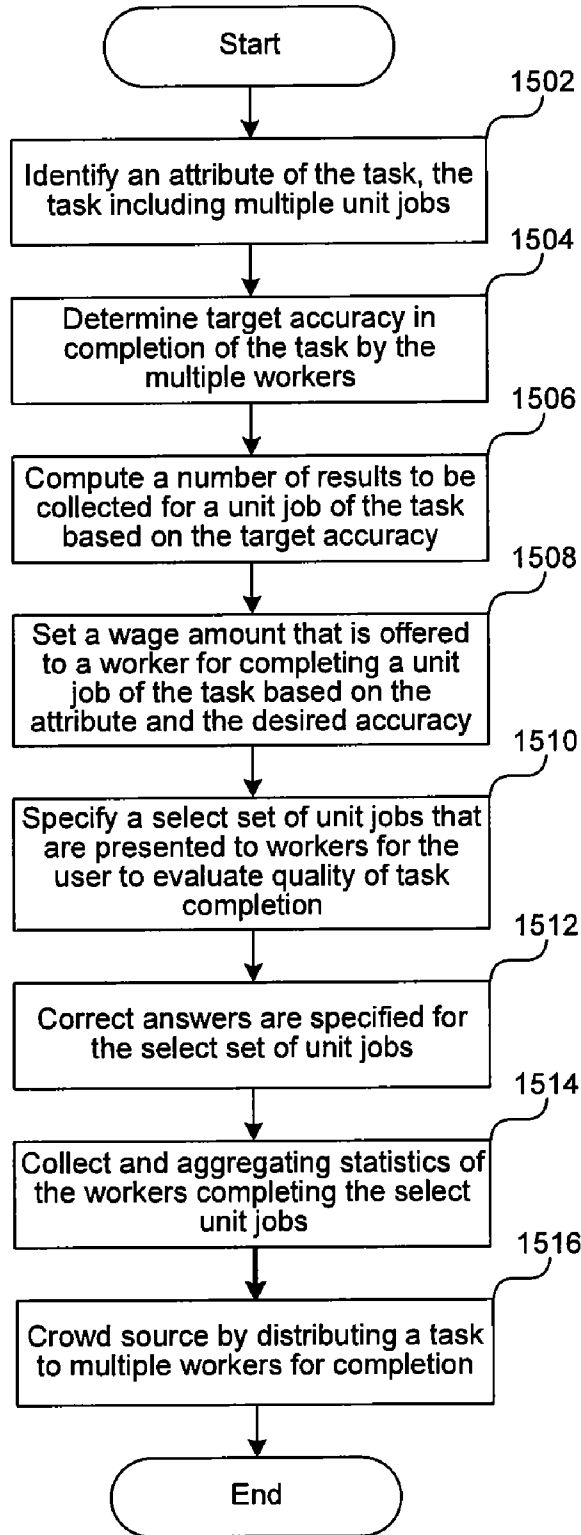 Start
1502
Identify an attribute of the task, the
task including multiple unit jobs
1504
Determine target accuracy in
completion of the task by the
multiple workers
1506
Compute a number of results to be
collected for a unit job of the task
based on the target accuracy
1508
Set a wage amount that is offered
to a worker for completing a unit
job of the task based on the
attribute and the desired accuracy
1510
Specify a select set of unit jobs that
are presented to workers for the
user to evaluate quality of task
completion
1512
Correct answers are specified for
the select set of unit jobs
1514
Collect and aggregating statistics of
the workers completing the select
unit jobs
1516
Crowd source by distributing a task
to multiple workers for completion
End